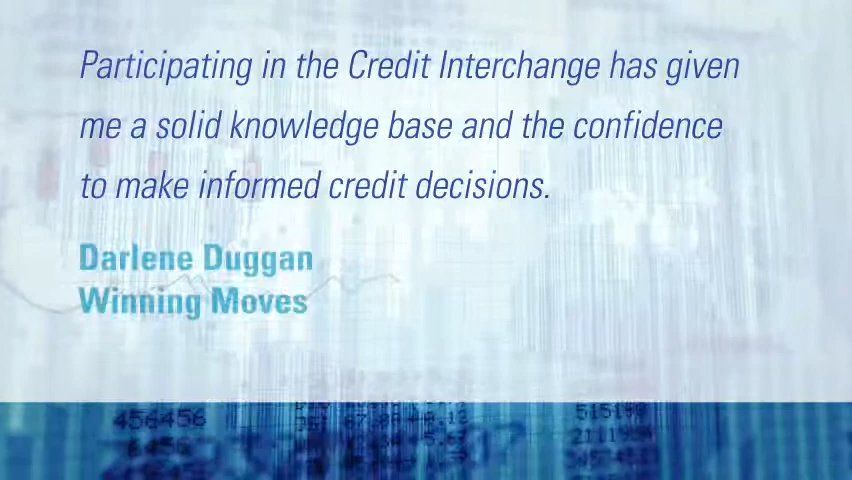 Participating in the Credit Interchange has given
me a solid knowledge base and the confidence
to make informed credit decisions.
Darlene Duggan
Winning Moves
456456